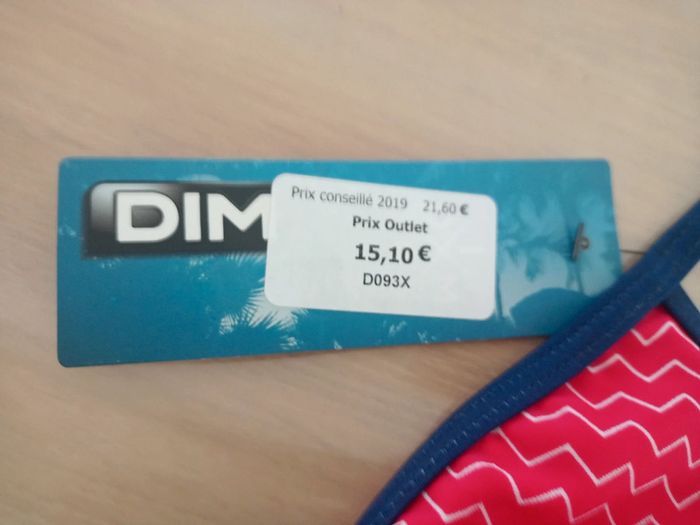 DIM
Prix conseillé 2019 21,60 €
Prix Outlet
15,10 €
D093X